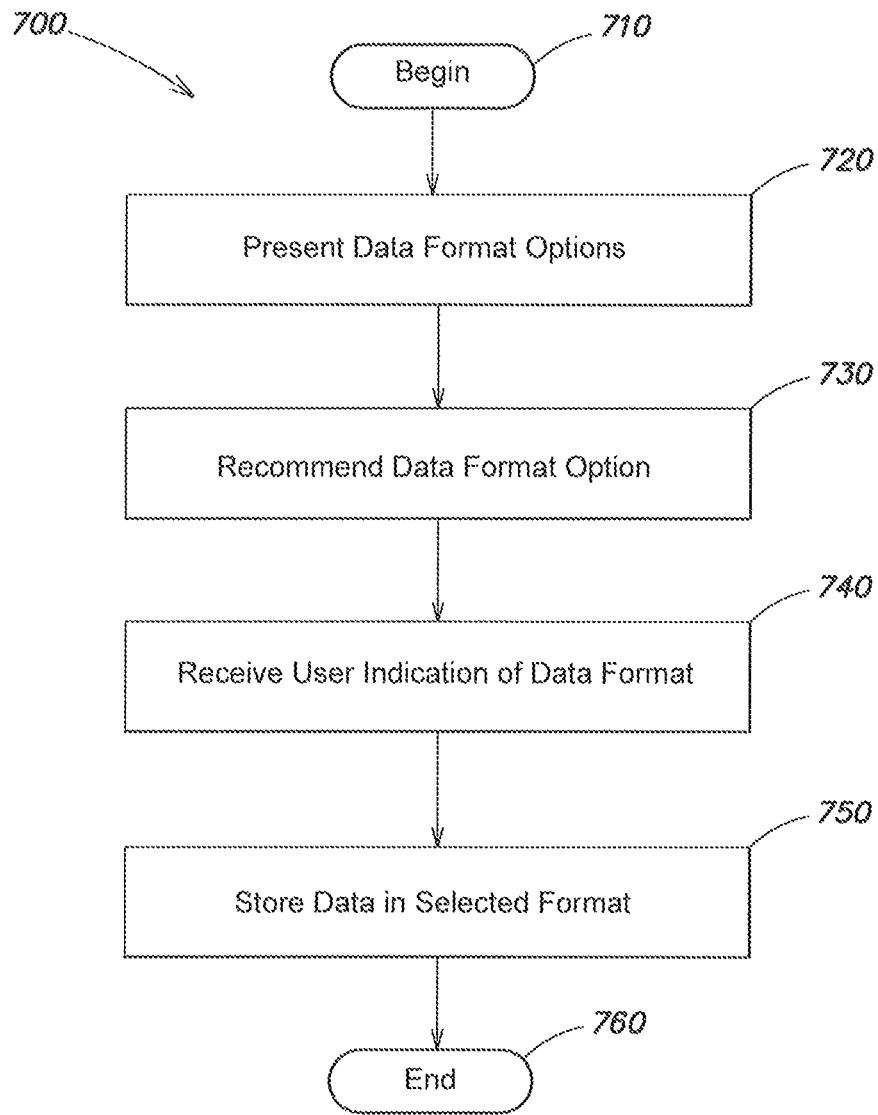 700
710
Begin
720
Present Data Format Options
730
Recommend Data Format Option
740
Receive User Indication of Data Format
750
Store Data in Selected Format
760
End